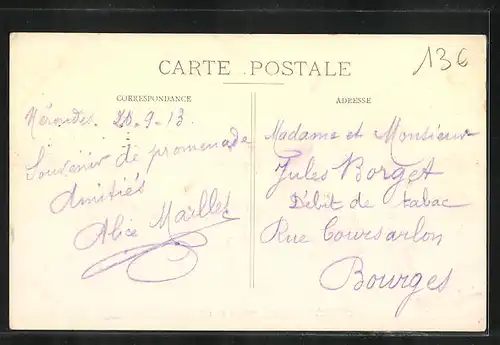 136
CARTE POSTALE
CORRESPONDANCE
Nérondes 20-9-13
Souvenir de promenade
Amitiés
Alice Maillet
ADRESSE
Madame et Monsieur
Jules Borget
Débit de tabac
Rue Coursarlon
Bourges